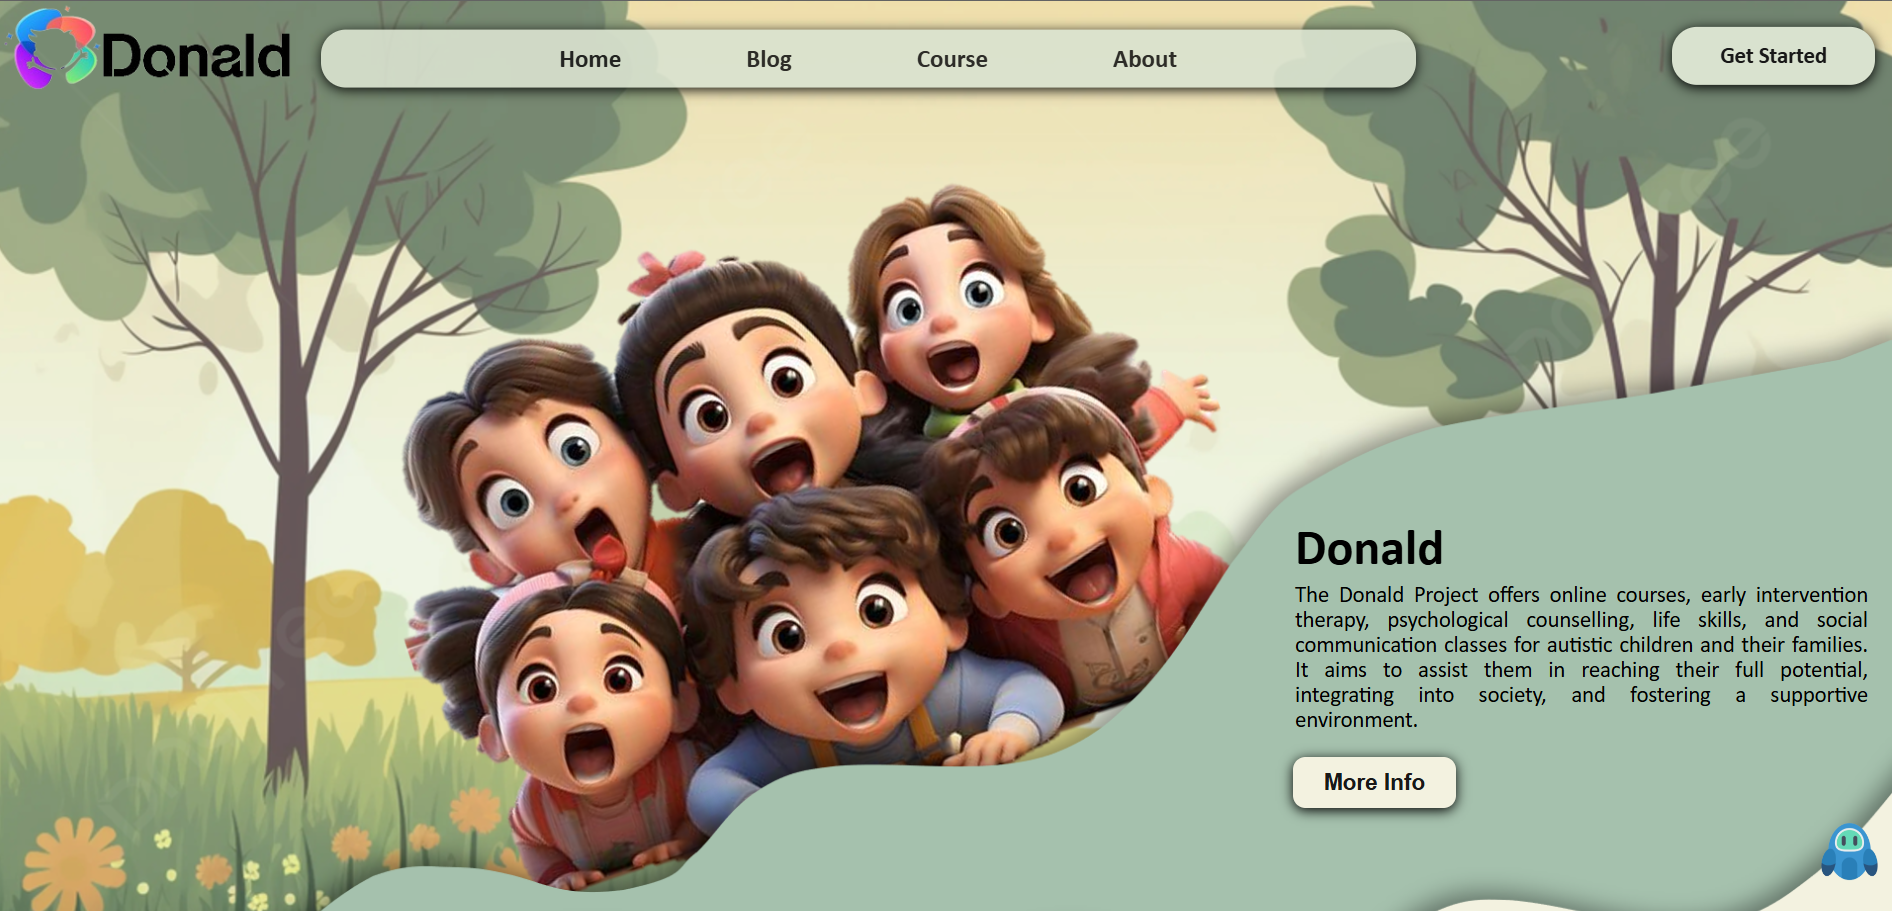 Donald
Home
Blog
Course
About
Get Started
Donald
The Donald Project offers online courses, early intervention
therapy, psychological counselling, life skills, and social
communication classes for autistic children and their families.
It aims to assist them in reaching their full potential,
integrating into society, and fostering a supportive
environment.
More Info